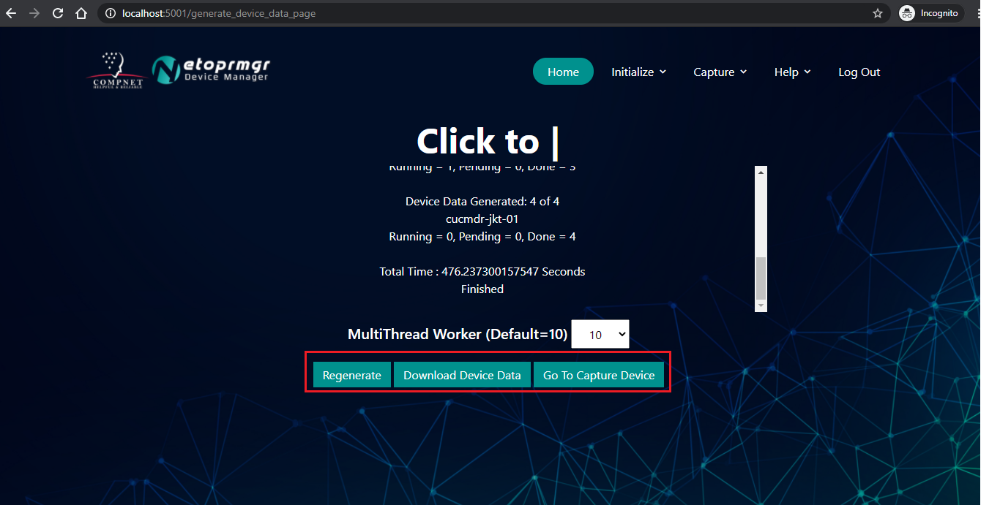 localhost:5001/generate_device_data_page
Incognito
COMPNET
HELPFUL & RELIABLE
etoprmgr
Device Manager
Home
Initialize
Capture
Help
Log Out
Click to |
Running = 1, Pending = 0, Done = 3
Device Data Generated: 4 of 4
cucmdr-jkt-01
Running = 0, Pending = 0, Done = 4
Total Time : 476.237300157547 Seconds
Finished
MultiThread Worker (Default=10) 10
Regenerate
Download Device Data
Go To Capture Device